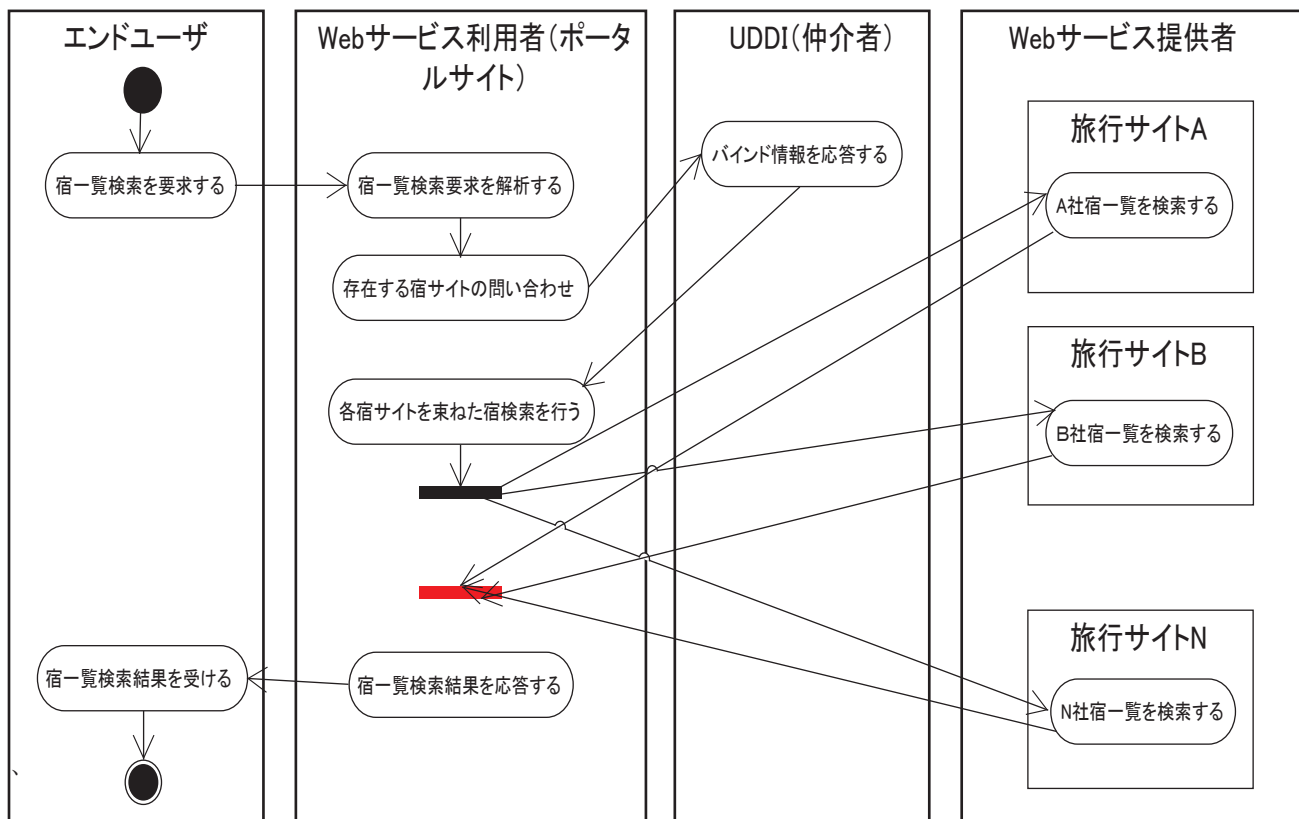 エンドユーザ
Webサービス利用者（ポータ
ルサイト）
UDDI（仲介者）
Webサービス提供者
宿一覧検索を要求する
宿一覧検索要求を解析する
存在する宿サイトの問い合わせ
バインド情報を応答する
各宿サイトを束ねた宿検索を行う
旅行サイトA
A社宿一覧を検索する
旅行サイトB
B社宿一覧を検索する
旅行サイトN
N社宿一覧を検索する
宿一覧検索結果を応答する
宿一覧検索結果を受ける
、